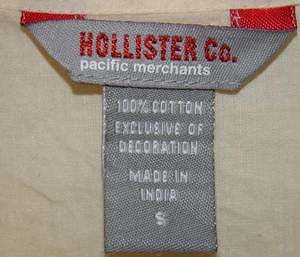 HOLLISTER Co.
pacific merchants
100% COTTON
EXCLUSIVE OF
DECORATION
MADE IN
INDIA
S